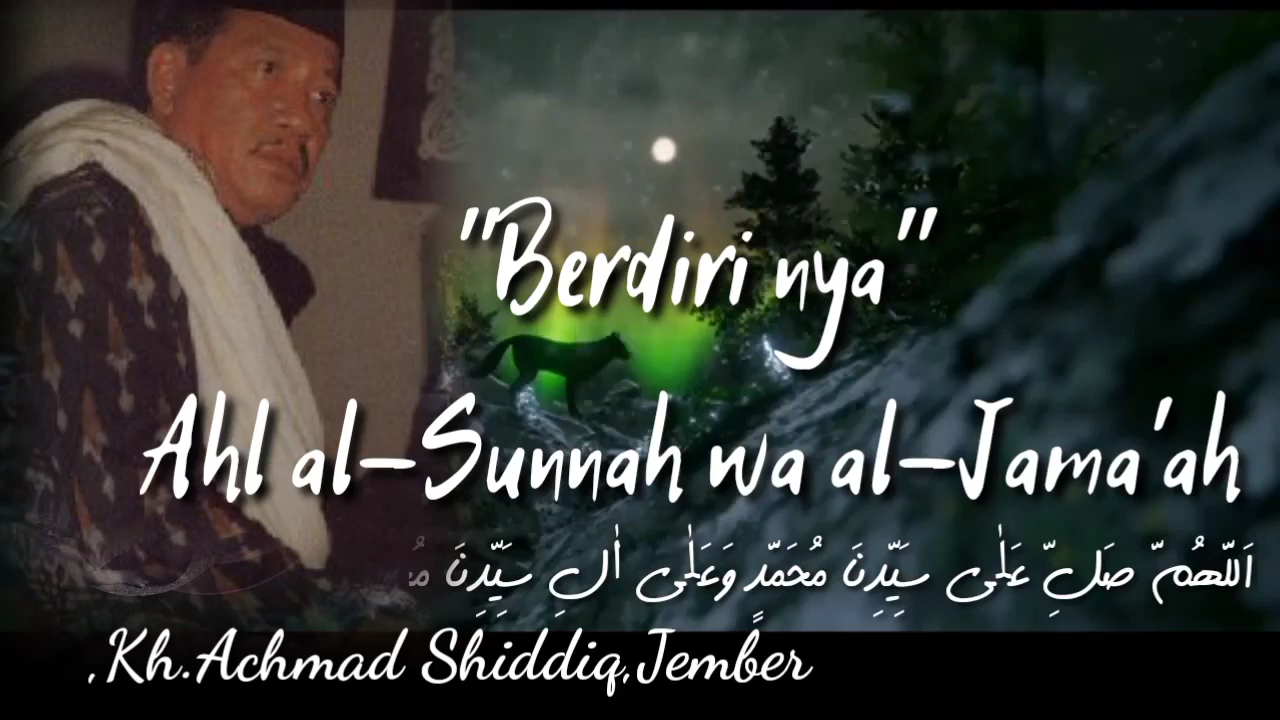 "Berdiri nya"
Ahl al-Sunnah wa al-Jama'ah
اَللّٰهُمَّ صَلِّ عَلٰى سَيِّدِنَا مُحَمَّدٍ وَعَلٰى اٰلِ سَيِّدِنَا
,Kh.Achmad Shiddiq,Jember